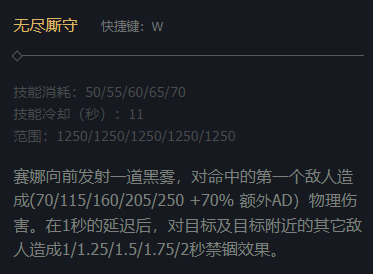 无尽厮守 快捷键：W
技能消耗：50/55/60/65/70
技能冷却（秒）：11
范围：1250/1250/1250/1250/1250
赛娜向前发射一道黑雾，对命中的第一个敌人造
成(70/115/160/205/250 +70% 额外AD）物理伤
害。在1秒的延迟后，对目标及目标附近的其它敌
人造成1/1.25/1.5/1.75/2秒禁锢效果。